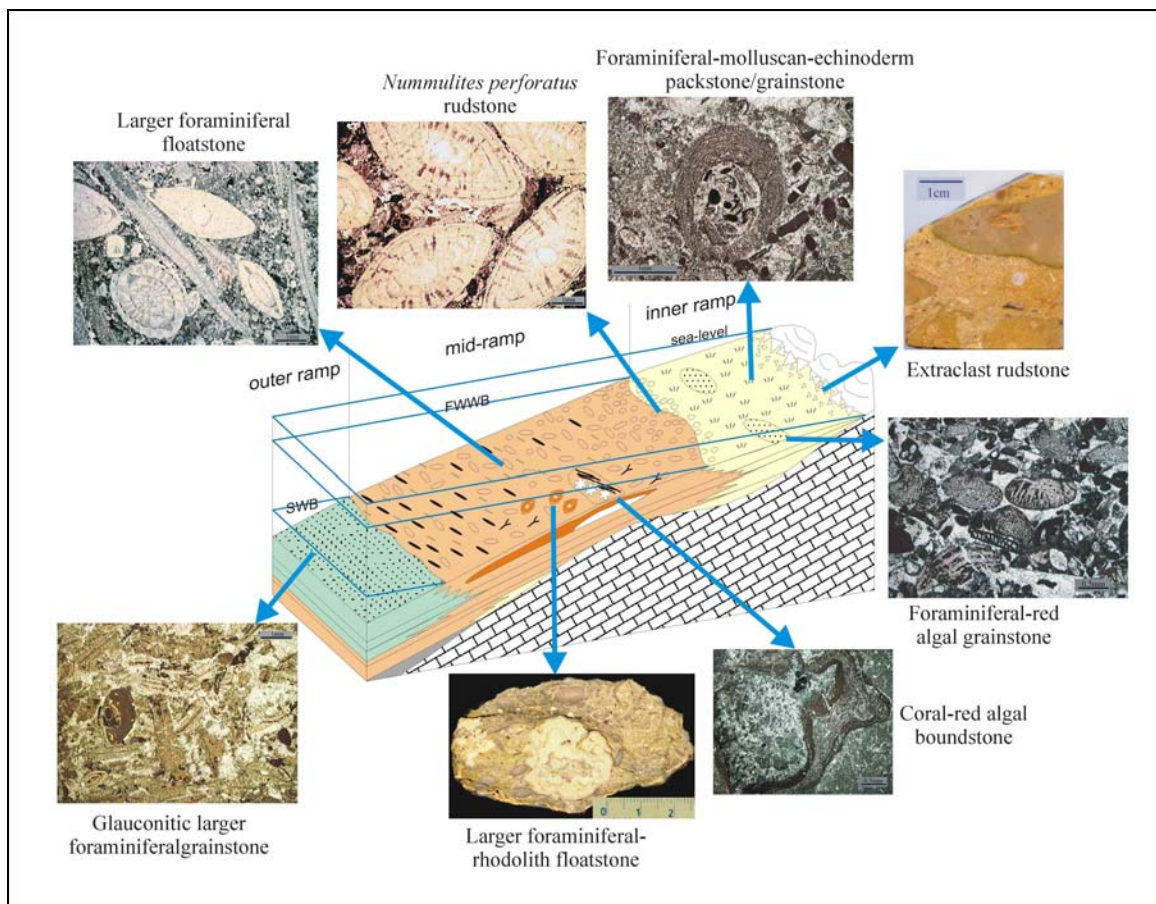 Foraminiferal-molluscan-echinoderm
packstone/grainstone
Nummulites perforatus
rudstone
Larger foraminiferal
floatstone
1cm
Extraclast rudstone
inner ramp
sea-level
mid-ramp
outer ramp
FWWB
SWB
Foraminiferal-red
algal grainstone
Coral-red algal
boundstone
0 1 2
Larger foraminiferal-
rhodolith floatstone
Glauconitic larger
foraminiferalgrainstone